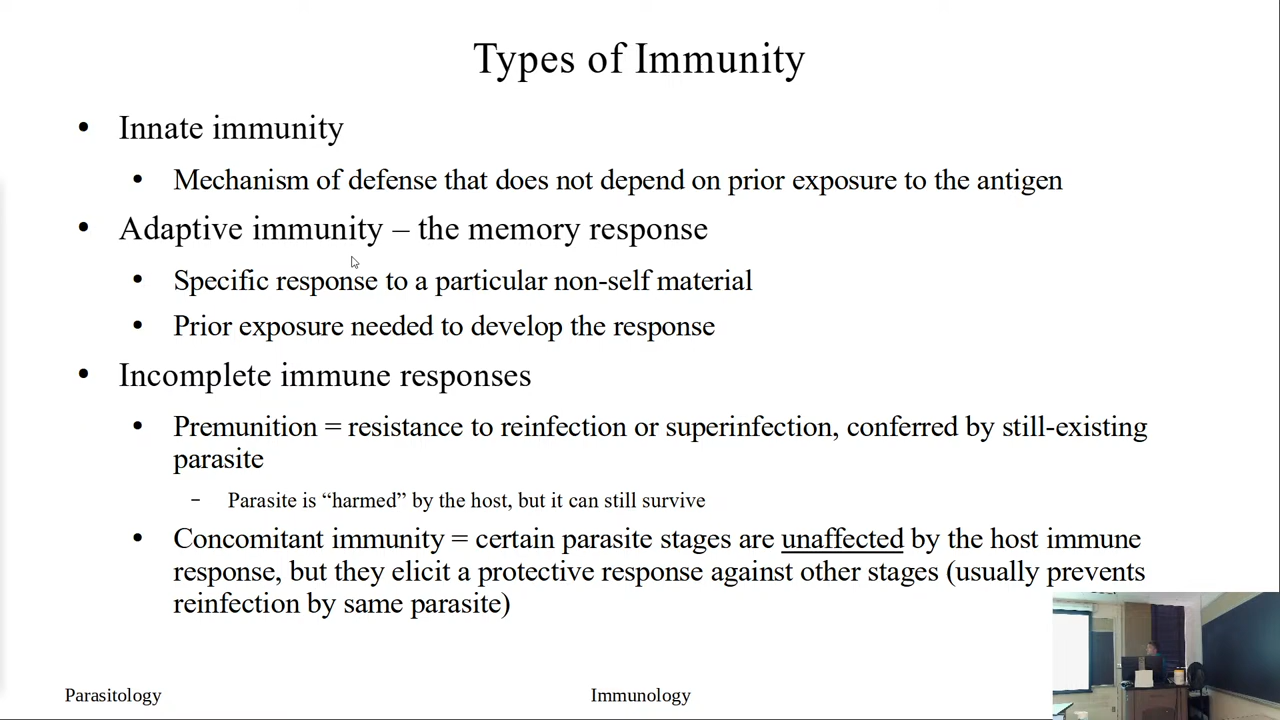 Types of Immunity
• Innate immunity
• Mechanism of defense that does not depend on prior exposure to the antigen
• Adaptive immunity – the memory response
• Specific response to a particular non-self material
• Prior exposure needed to develop the response
• Incomplete immune responses
• Premunition = resistance to reinfection or superinfection, conferred by still-existing
parasite
– Parasite is “harmed” by the host, but it can still survive
• Concomitant immunity = certain parasite stages are unaffected by the host immune
response, but they elicit a protective response against other stages (usually prevents
reinfection by same parasite)
Parasitology
Immunology